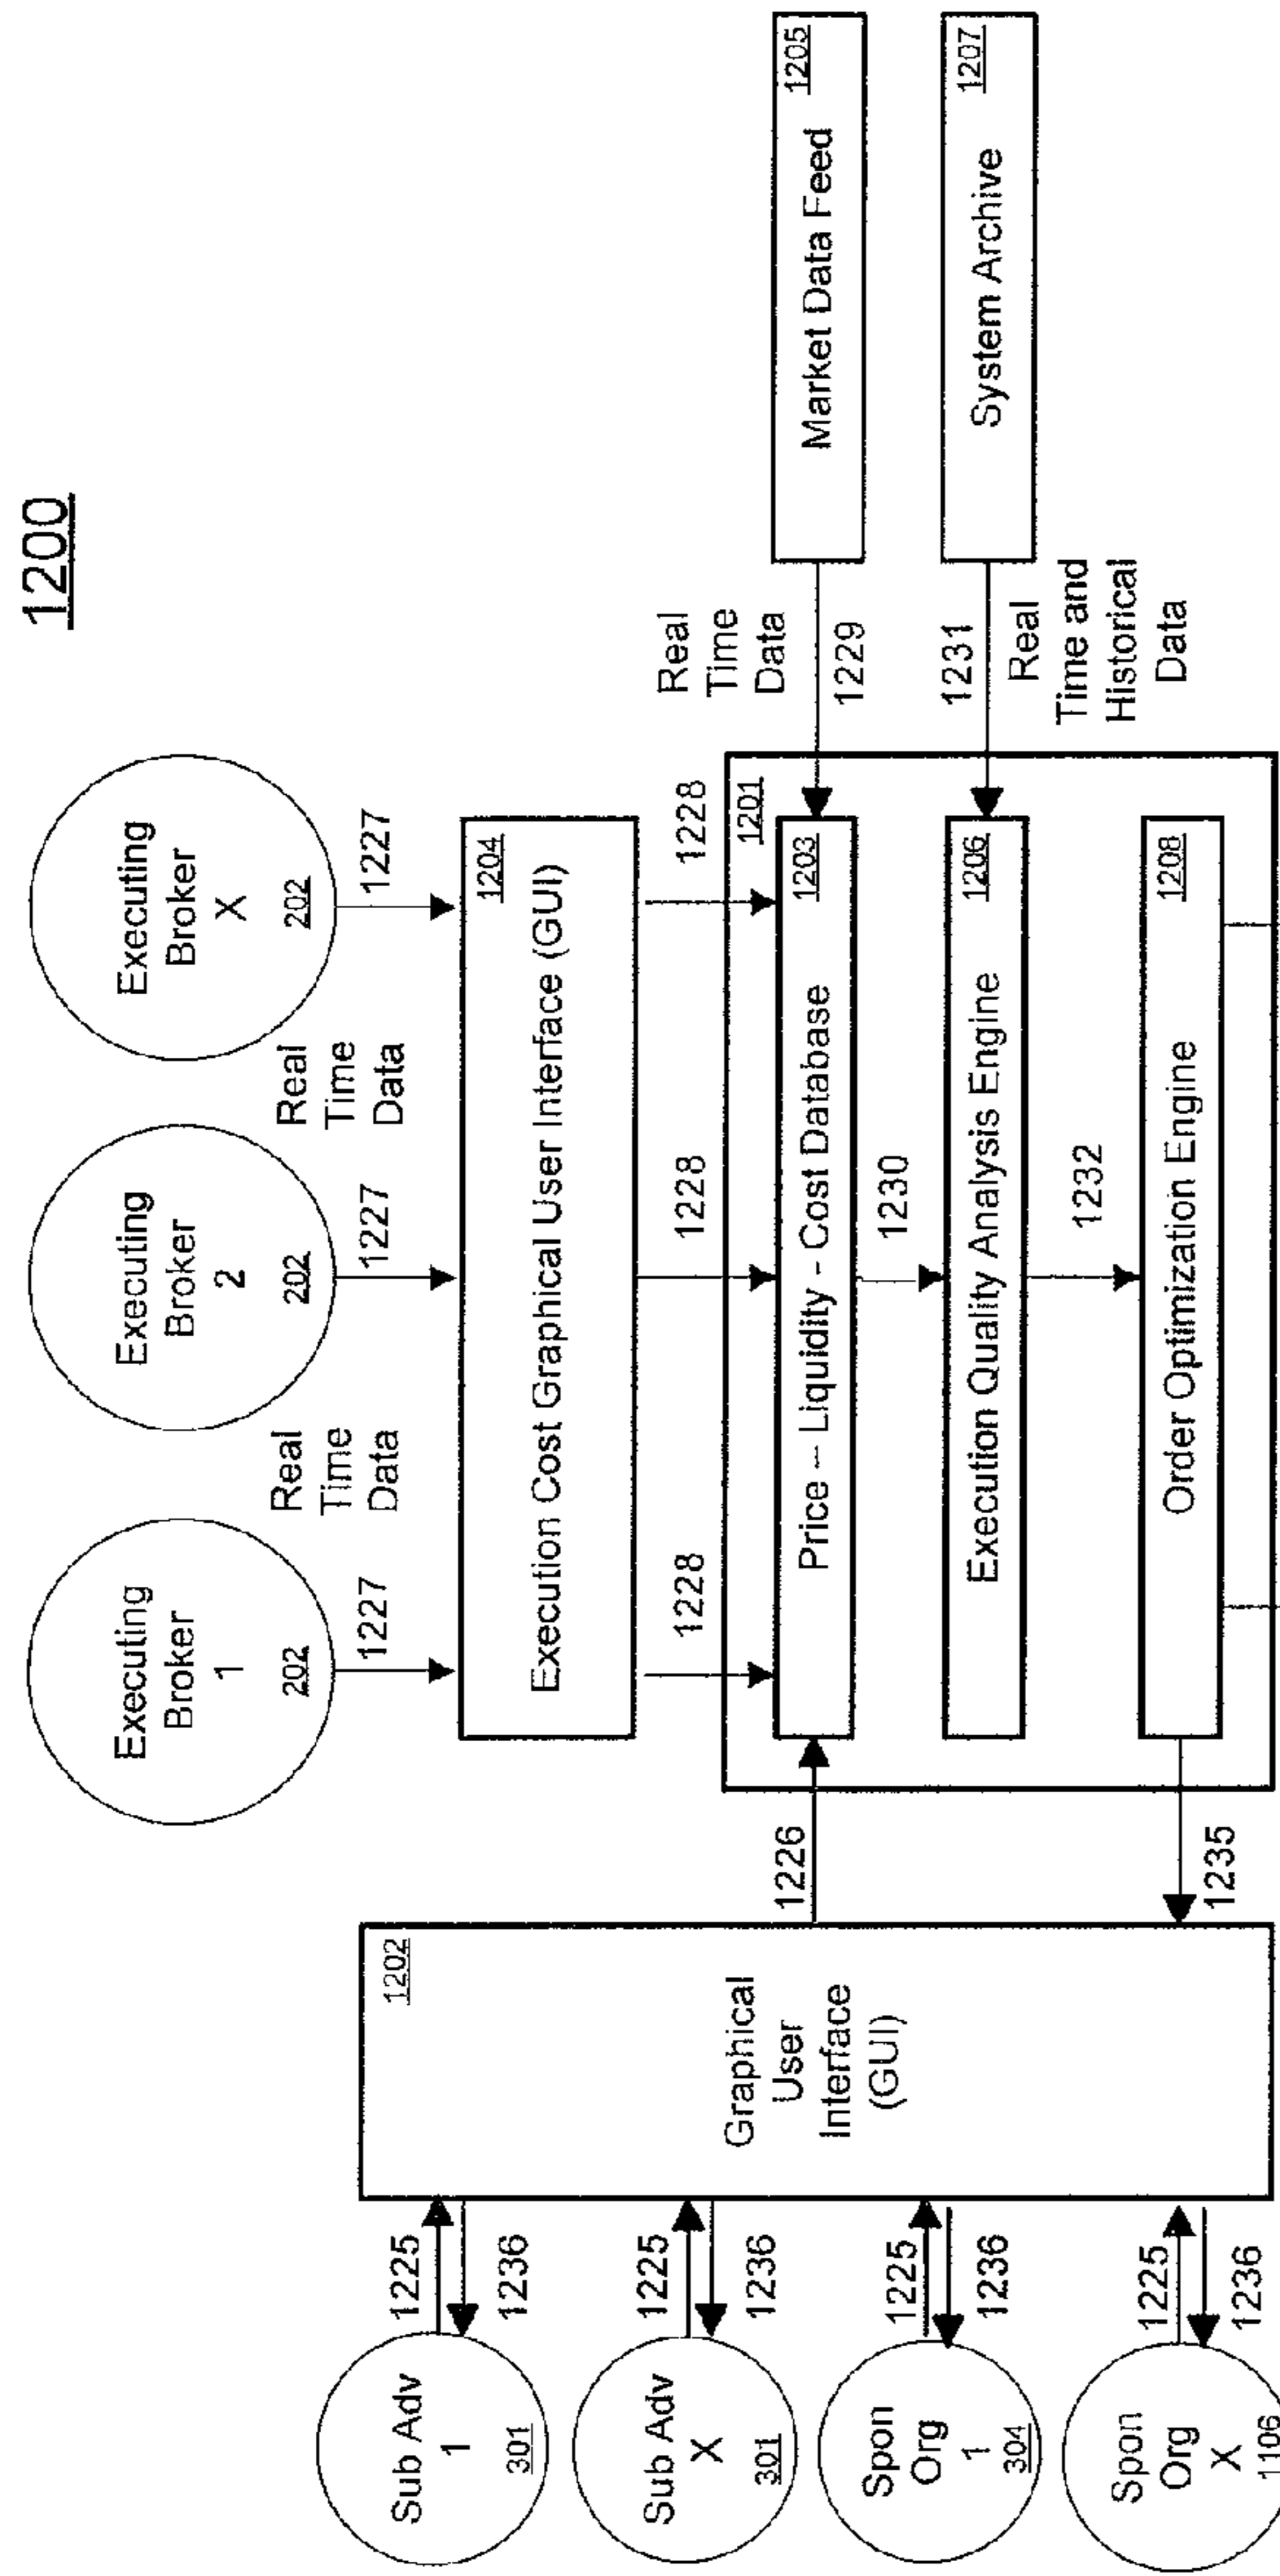 1200
Executing
Broker
1
202
Executing
Broker
2
202
Executing
Broker
X
202
1227
Real
Time
Data
1227
Real
Time
Data
1227
1204
Execution Cost Graphical User Interface (GUI)
1228
1228
1228
1201
1203
Price – Liquidity - Cost Database
1230
1206
Execution Quality Analysis Engine
1232
1208
Order Optimization Engine
Real
Time
Data
1229
1205
Market Data Feed
1231
Real
Time and
Historical
Data
1207
System Archive
1226
1235
1202
Graphical
User
Interface
(GUI)
Sub Adv
1
301
1225
1236
Sub Adv
X
301
1225
1236
Spon
Org
1
304
1225
1236
Spon
Org
X
1106
1225
1236